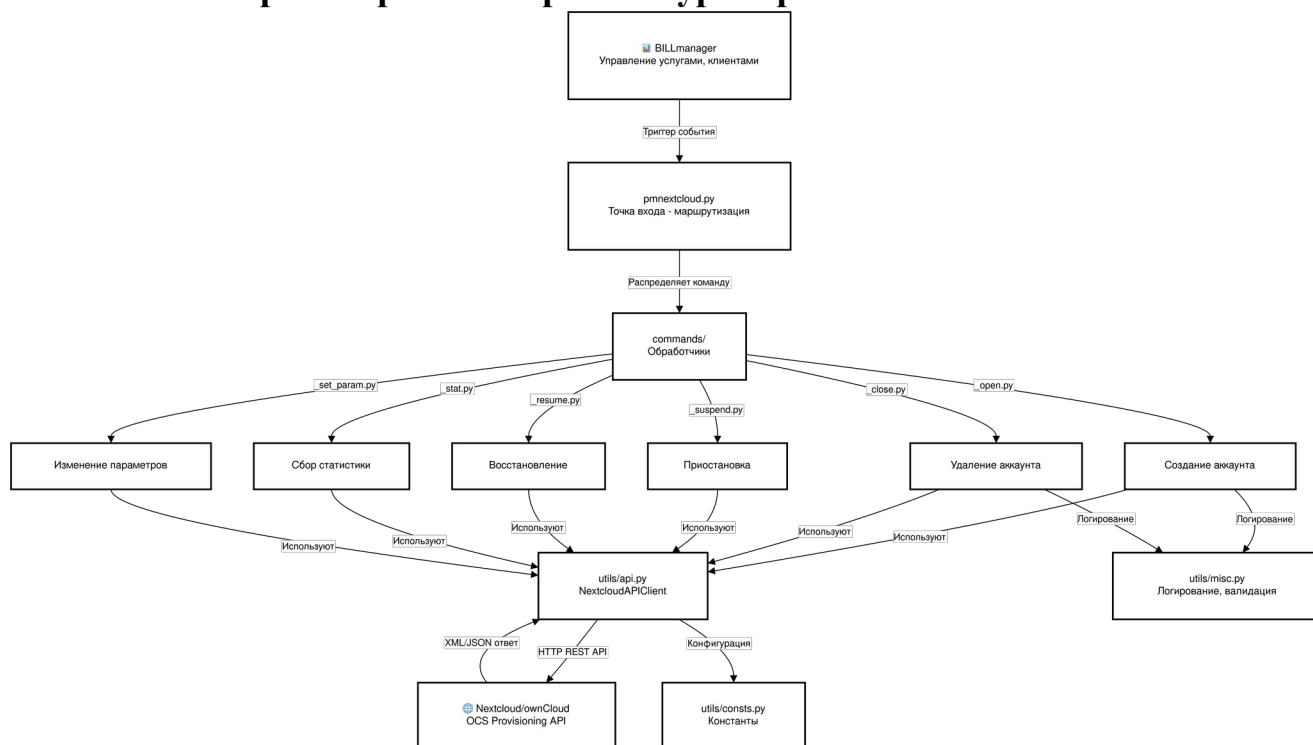 BILLmanager
Управление услугами, клиентами
Триггер события
pmnextcloud.py
Точка входа - маршрутизация
Распределяет команду
commands/
Обработчики
_set_param.py
_stat.py
_resume.py
_suspend.py
_close.py
_open.py
Изменение параметров
Сбор статистики
Восстановление
Приостановка
Удаление аккаунта
Создание аккаунта
Используют
Используют
Используют
Используют
Используют
Используют
Логирование
Логирование
utils/api.py
NextcloudAPIClient
utils/misc.py
Логирование, валидация
XML/JSON ответ
HTTP REST API
Конфигурация
Nextcloud/ownCloud
OCS Provisioning API
utils/consts.py
Константы